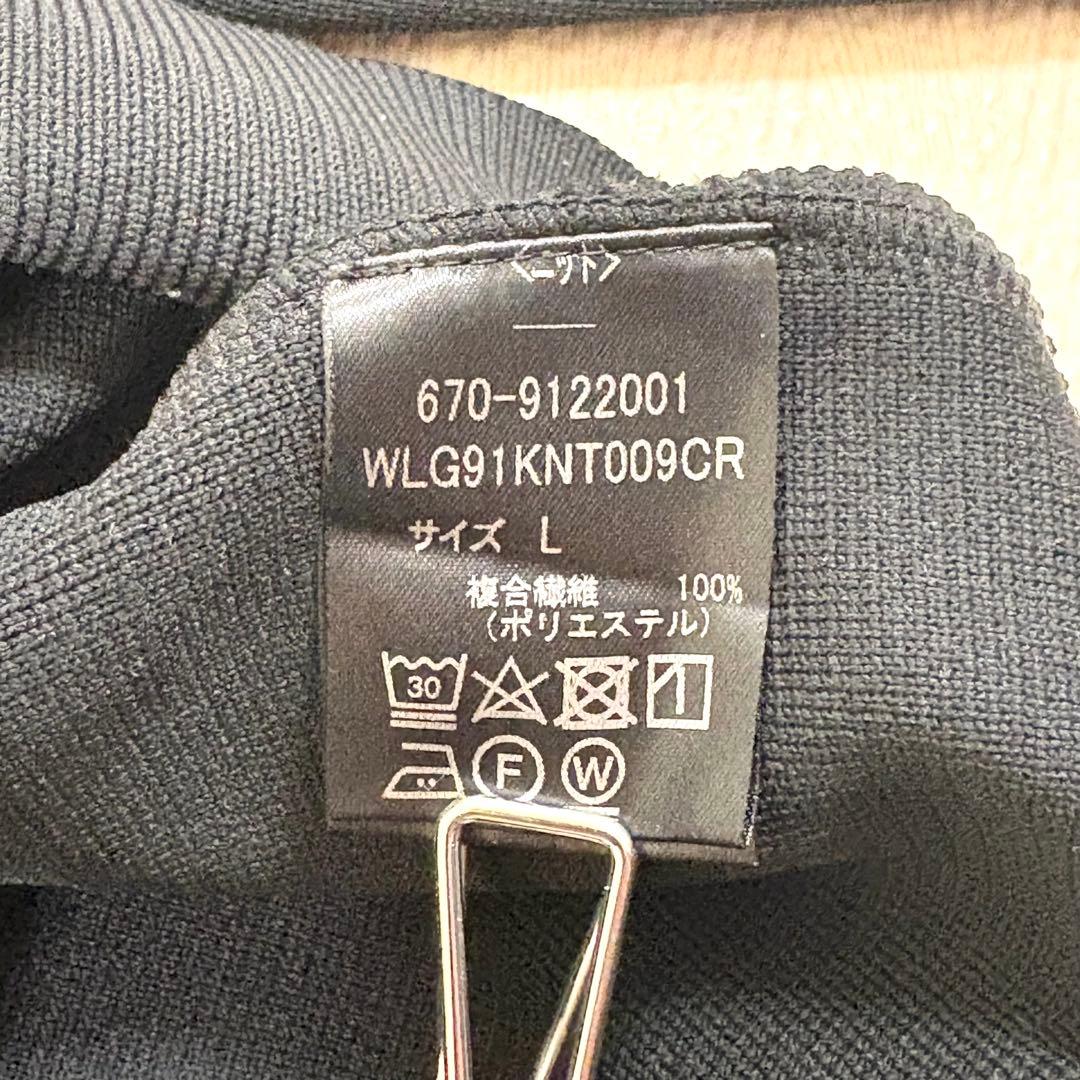 〈ニット〉
670-9122001
WLG91KNT009CR
サイズ L
複合繊維 100%
(ポリエステル)
30
F W